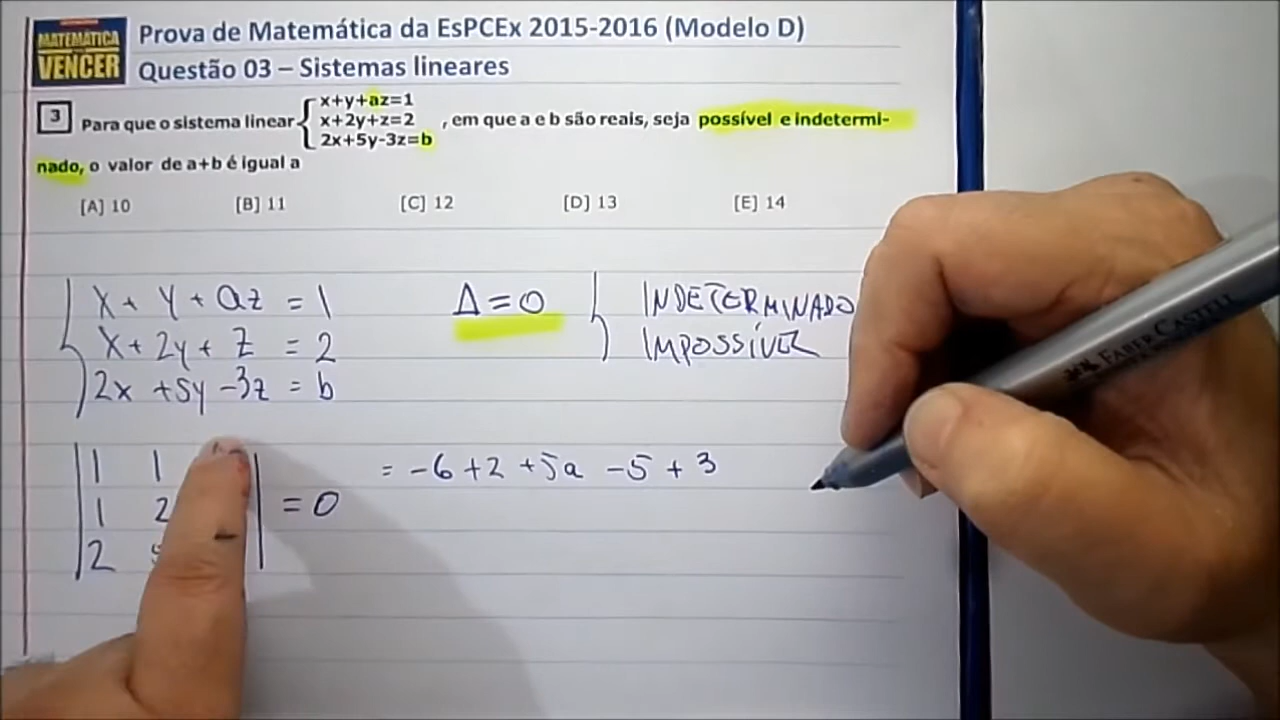 MATEMÁTICA
VENCER
Prova de Matemática da EsPCEx 2015-2016 (Modelo D)
Questão 03 – Sistemas lineares
3 Para que o sistema linear { x+y+az=1
x+2y+z=2
2x+5y-3z=b
, em que a e b são reais, seja possível e indetermi-
nado, o valor de a+b é igual a
[A] 10 [B] 11 [C] 12 [D] 13 [E] 14
x + y + az = 1
x + 2y + z = 2
2x + 5y - 3z = b
Δ = 0
INDETERMINADO
IMPOSSÍVEL
1 1
1 2
2
= 0
= -6 + 2 + 5a - 5 + 3
FABER CASTELL